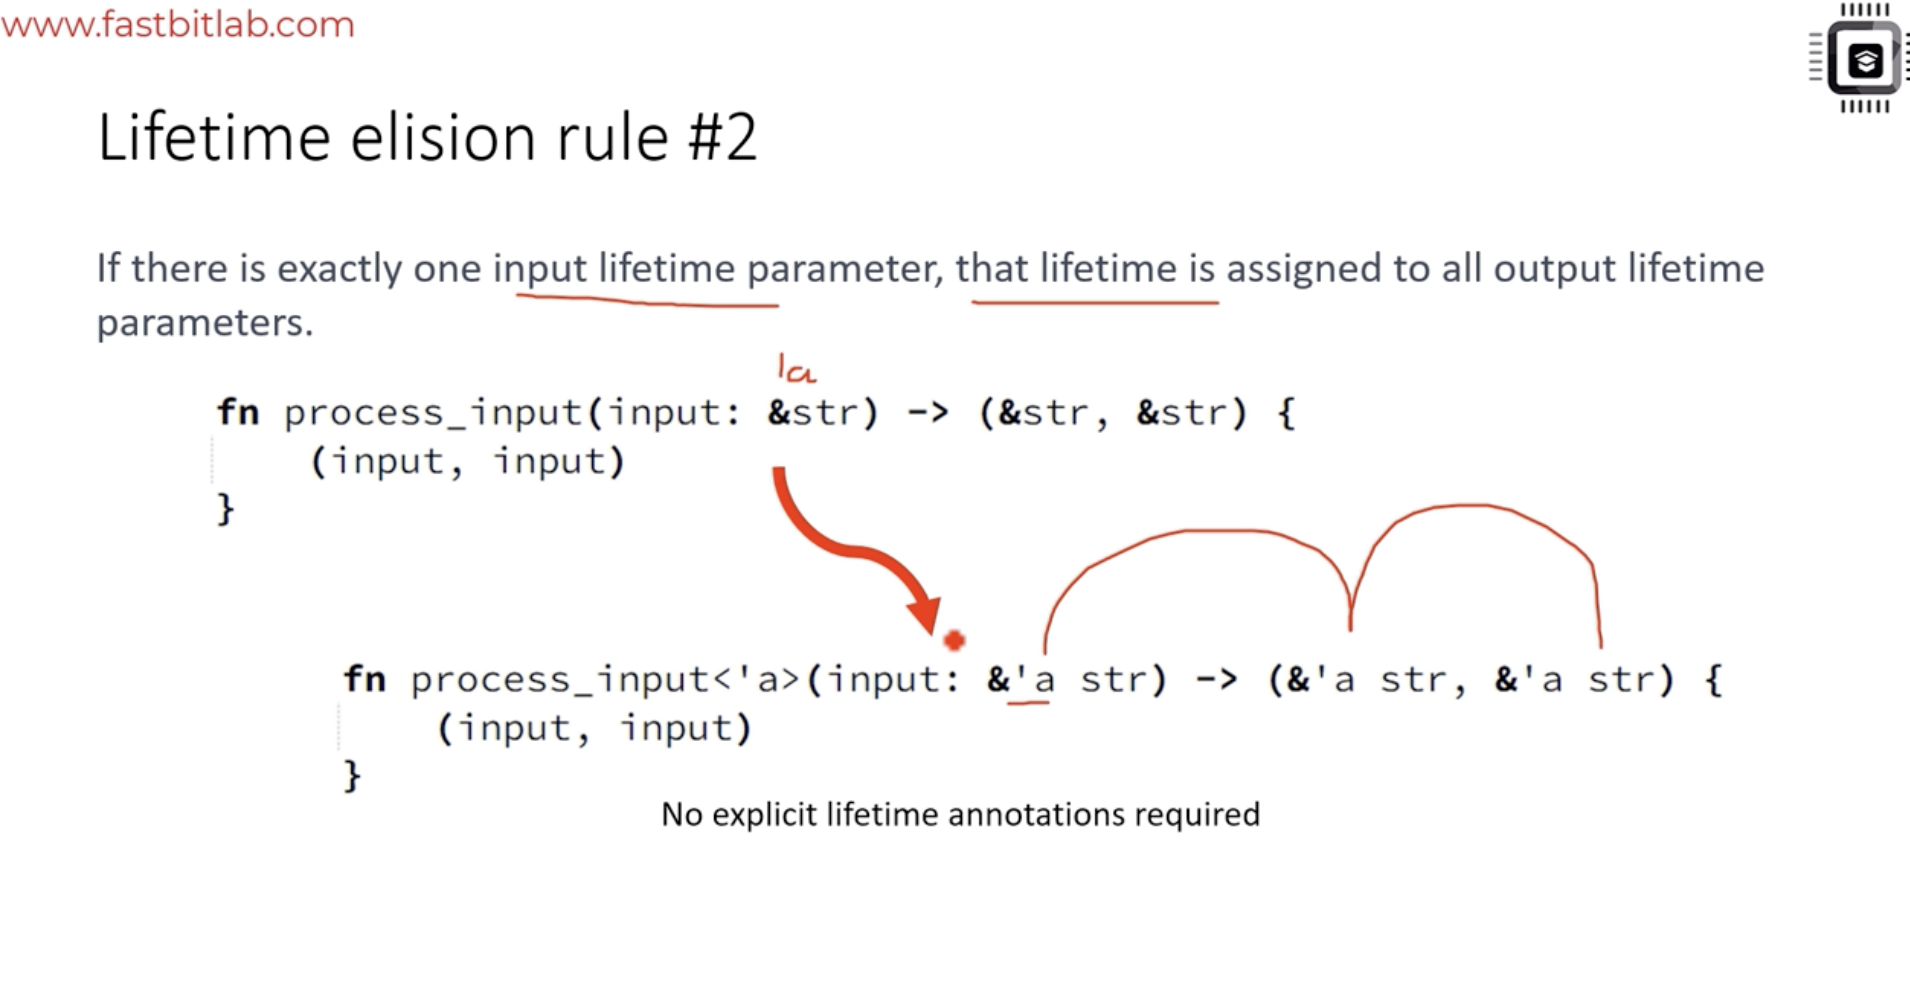 www.fastbitlab.com
Lifetime elision rule #2
If there is exactly one input lifetime parameter, that lifetime is assigned to all output lifetime
parameters.
'a
fn process_input(input: &str) -> (&str, &str) {
(input, input)
}
fn process_input<'a>(input: &'a str) -> (&'a str, &'a str) {
(input, input)
}
No explicit lifetime annotations required